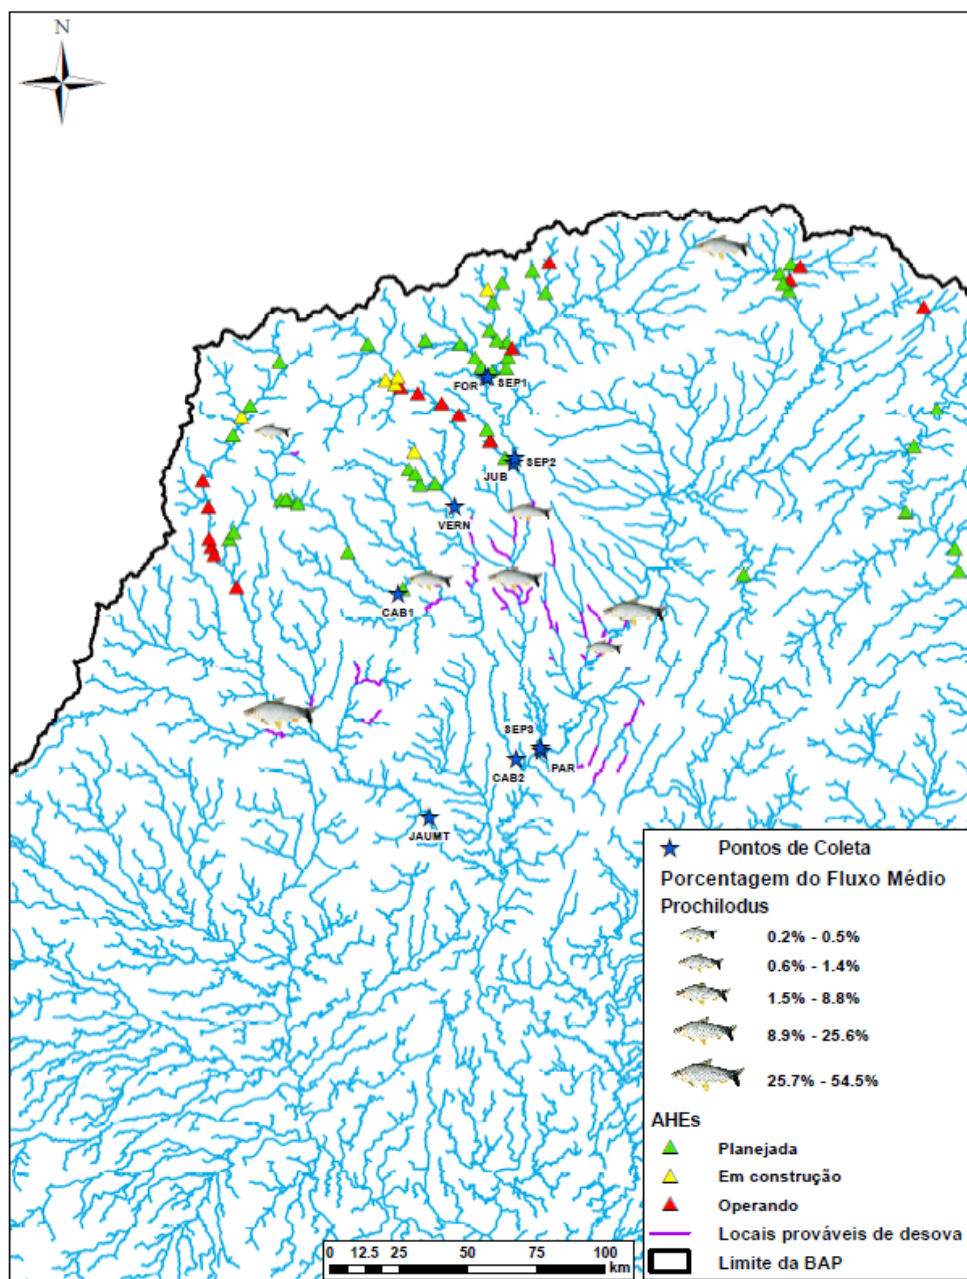 N
FOR
SEP1
SEP2
JUB
VERN
CAB1
SEP3
PAR
CAB2
JAUMT
Pontos de Coleta
Porcentagem do Fluxo Médio
Prochilodus
0.2% - 0.5%
0.6% - 1.4%
1.5% - 8.8%
8.9% - 25.6%
25.7% - 54.5%
AHEs
Planejada
Em construção
Operando
Locais prováveis de desova
Limite da BAP
0 12.5 25 50 75 100
km